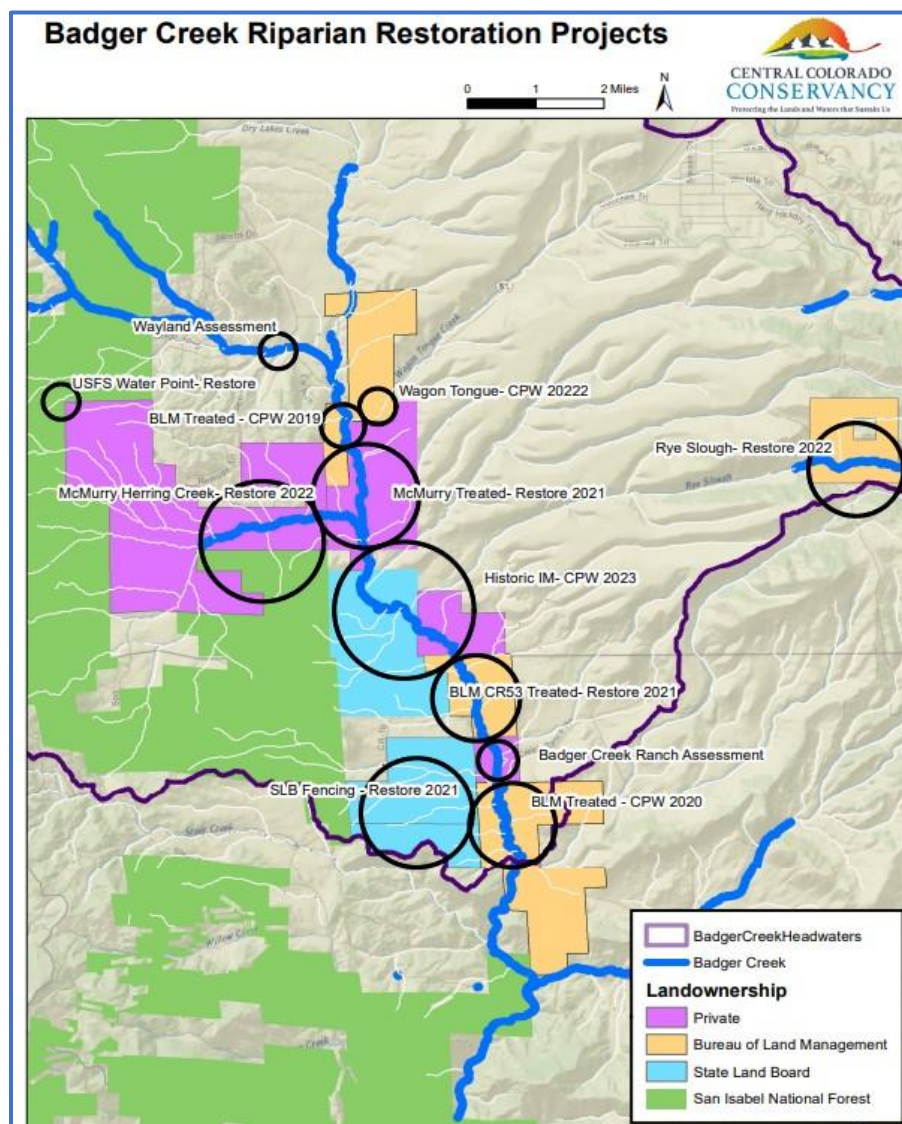 Badger Creek Riparian Restoration Projects
CENTRAL COLORADO
CONSERVANCY
Protecting the Lands and Waters that Sustain Us
0 1 2 Miles
N
Dry Lakes Creek
Wayland Assessment
53
Wagon Tongue Creek
USFS Water Point- Restore
Wagon Tongue- CPW 20222
BLM Treated - CPW 2019
Rye Slough- Restore 2022
Rye Slough
McMurry Herring Creek- Restore 2022
McMurry Treated- Restore 2021
Historic IM- CPW 2023
BLM CR53 Treated- Restore 2021
Badger Creek Ranch Assessment
SLB Fencing - Restore 2021
BLM Treated - CPW 2020
BadgerCreekHeadwaters
Badger Creek
Landownership
Private
Bureau of Land Management
State Land Board
San Isabel National Forest